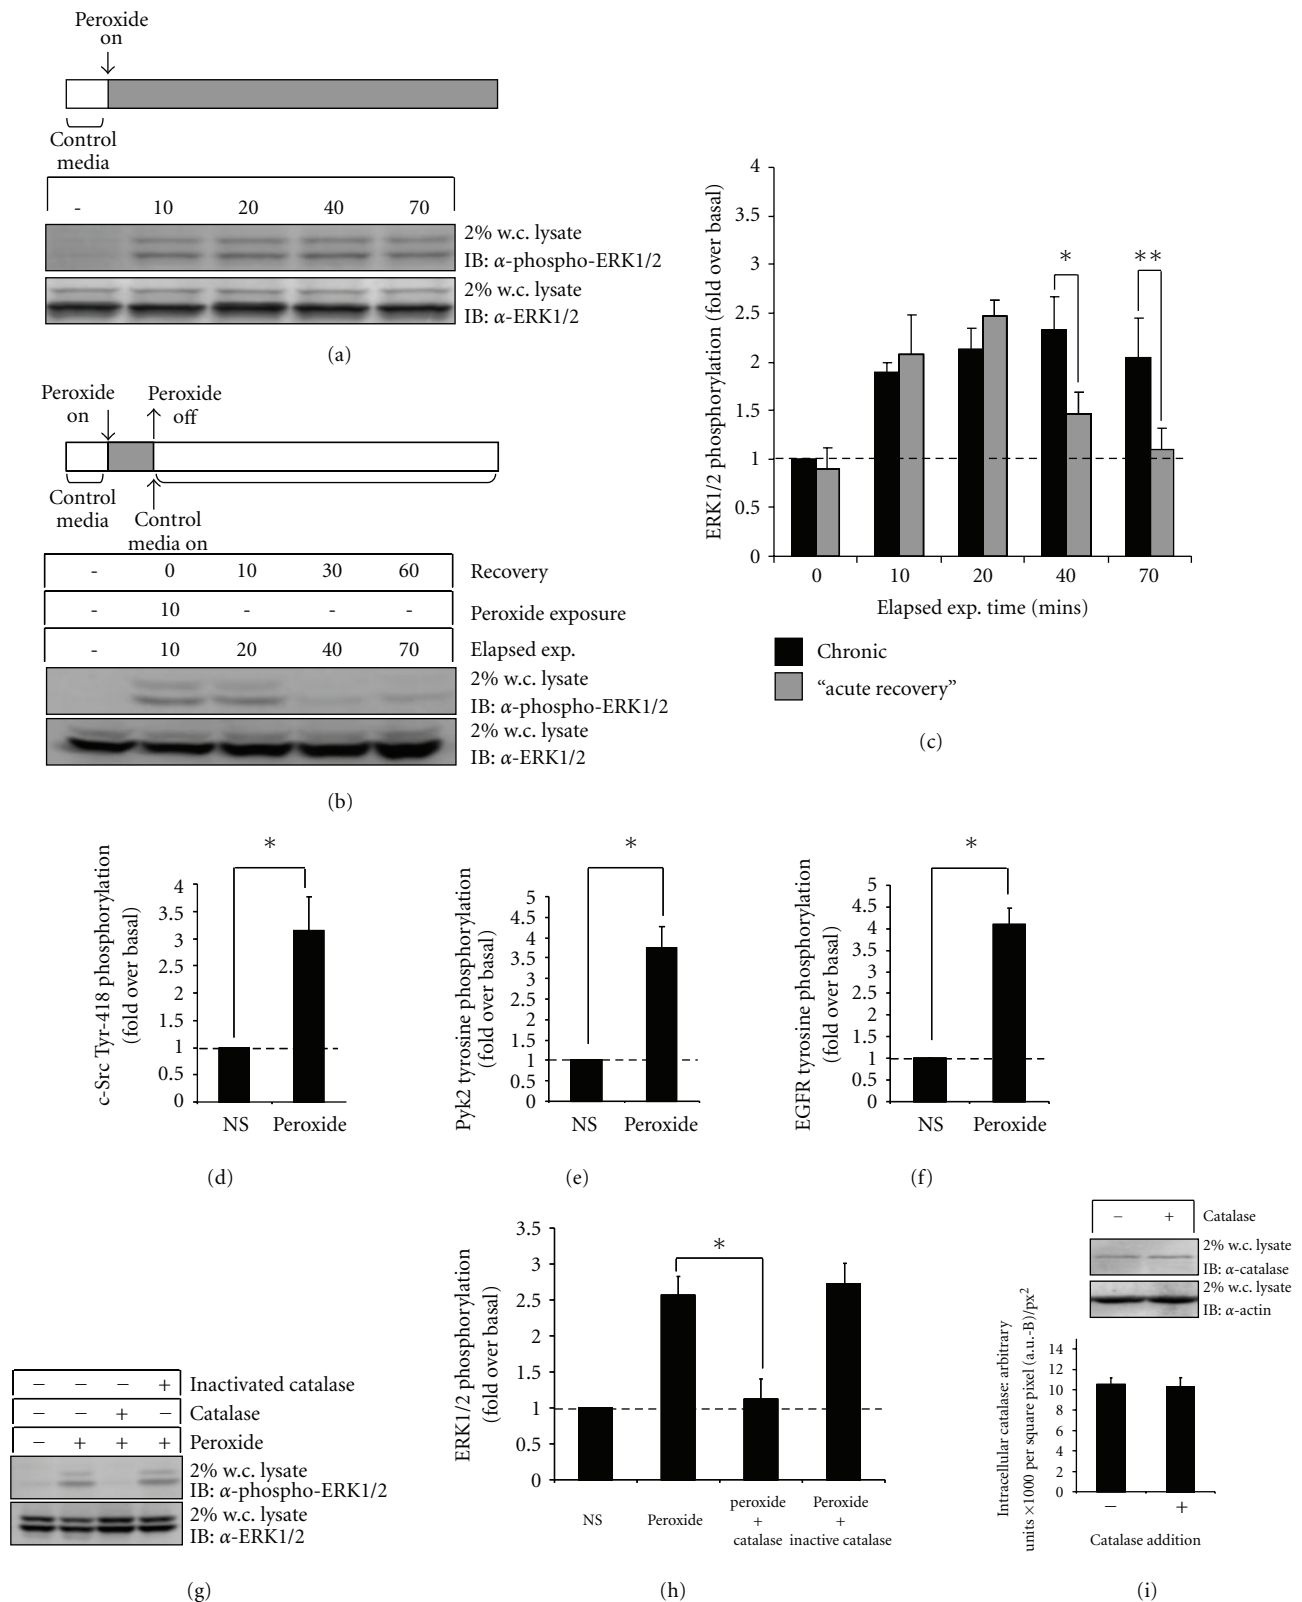 Peroxide
on
Control
media
- 10 20 40 70
2% w.c. lysate
IB: α-phospho-ERK1/2
2% w.c. lysate
IB: α-ERK1/2
(a)
Peroxide
on
Peroxide
off
Control
media
Control
media on
- 0 10 30 60 Recovery
- 10 - - - Peroxide exposure
- 10 20 40 70 Elapsed exp.
2% w.c. lysate
IB: α-phospho-ERK1/2
2% w.c. lysate
IB: α-ERK1/2
(b)
ERK1/2 phosphorylation (fold over basal)
4
3.5
3
2.5
2
1.5
1
0.5
0
*
**
0 10 20 40 70
Elapsed exp. time (mins)
Chronic
“acute recovery”
(c)
c-Src Tyr-418 phosphorylation
(fold over basal)
4
3.5
3
2.5
2
1.5
1
0.5
0
*
NS Peroxide
(d)
Pyk2 tyrosine phosphorylation
(fold over basal)
5
4.5
4
3.5
3
2.5
2
1.5
1
0.5
0
*
NS Peroxide
(e)
EGFR tyrosine phosphorylation
(fold over basal)
5
4.5
4
3.5
3
2.5
2
1.5
1
0.5
0
*
NS Peroxide
(f)
− − − + Inactivated catalase
− − + − Catalase
− + + + Peroxide
2% w.c. lysate
IB: α-phospho-ERK1/2
2% w.c. lysate
IB: α-ERK1/2
(g)
ERK1/2 phosphorylation
(fold over basal)
3.5
3
2.5
2
1.5
1
0.5
0
*
NS
Peroxide
peroxide
+
catalase
Peroxide
+
inactive catalase
(h)
− + Catalase
2% w.c. lysate
IB: α-catalase
2% w.c. lysate
IB: α-actin
Intracellular catalase: arbitrary
units ×1000 per square pixel (a.u.-B)/px²
14
12
10
8
6
4
2
0
− +
Catalase addition
(i)